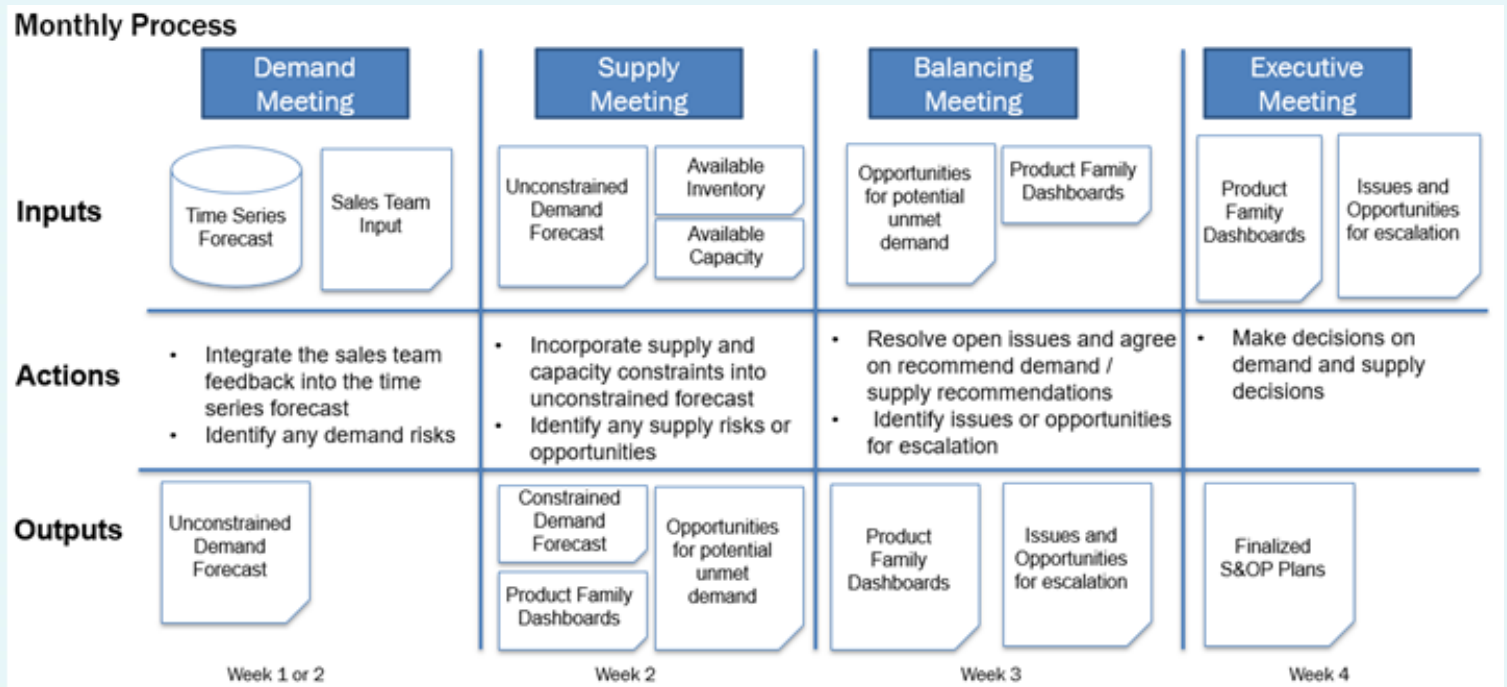 Monthly Process
Demand
Meeting
Supply
Meeting
Balancing
Meeting
Executive
Meeting
Inputs
Time Series
Forecast
Sales Team
Input
Unconstrained
Demand
Forecast
Available
Inventory
Available
Capacity
Opportunities
for potential
unmet
demand
Product Family
Dashboards
Product
Family
Dashboards
Issues and
Opportunities
for escalation
Actions
• Integrate the sales team
feedback into the time
series forecast
• Identify any demand risks
• Incorporate supply and
capacity constraints into
unconstrained forecast
• Identify any supply risks or
opportunities
• Resolve open issues and agree
on recommend demand /
supply recommendations
• Identify issues or opportunities
for escalation
• Make decisions on
demand and supply
decisions
Outputs
Unconstrained
Demand
Forecast
Constrained
Demand
Forecast
Product Family
Dashboards
Opportunities
for potential
unmet
demand
Product
Family
Dashboards
Issues and
Opportunities
for escalation
Finalized
S&OP Plans
Week 1 or 2
Week 2
Week 3
Week 4